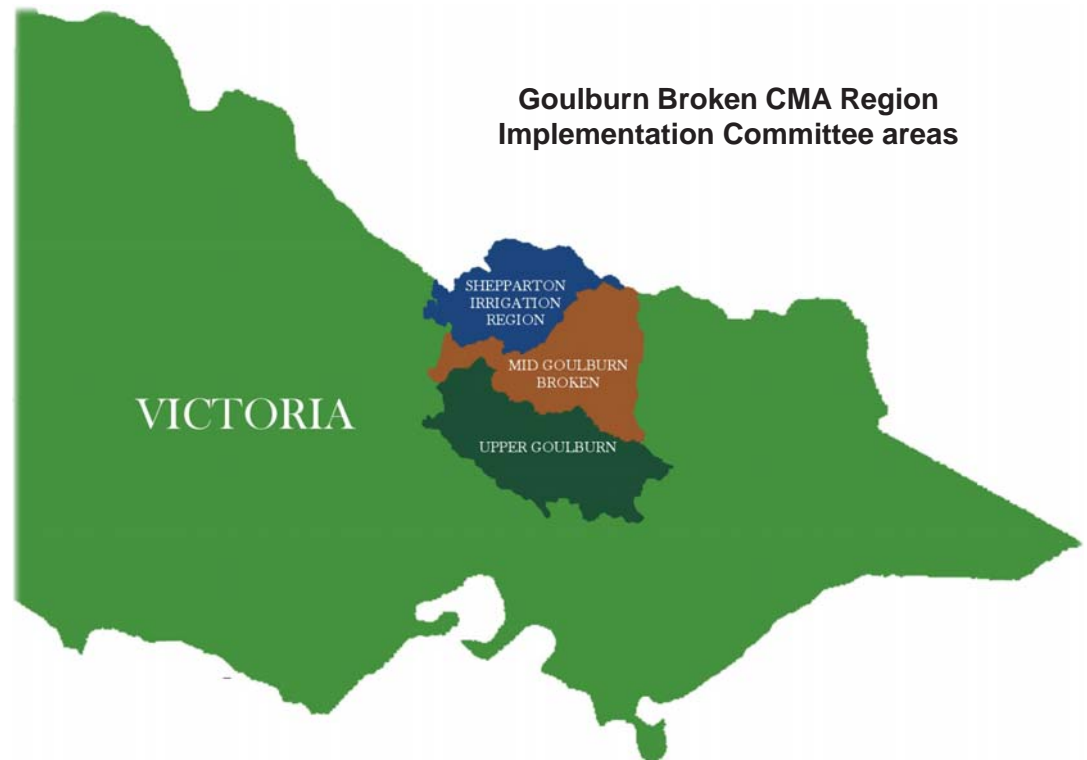 Goulburn Broken CMA Region
Implementation Committee areas
SHEPPARTON
IRRIGATION
REGION
MID GOULBURN
BROKEN
VICTORIA
UPPER GOULBURN